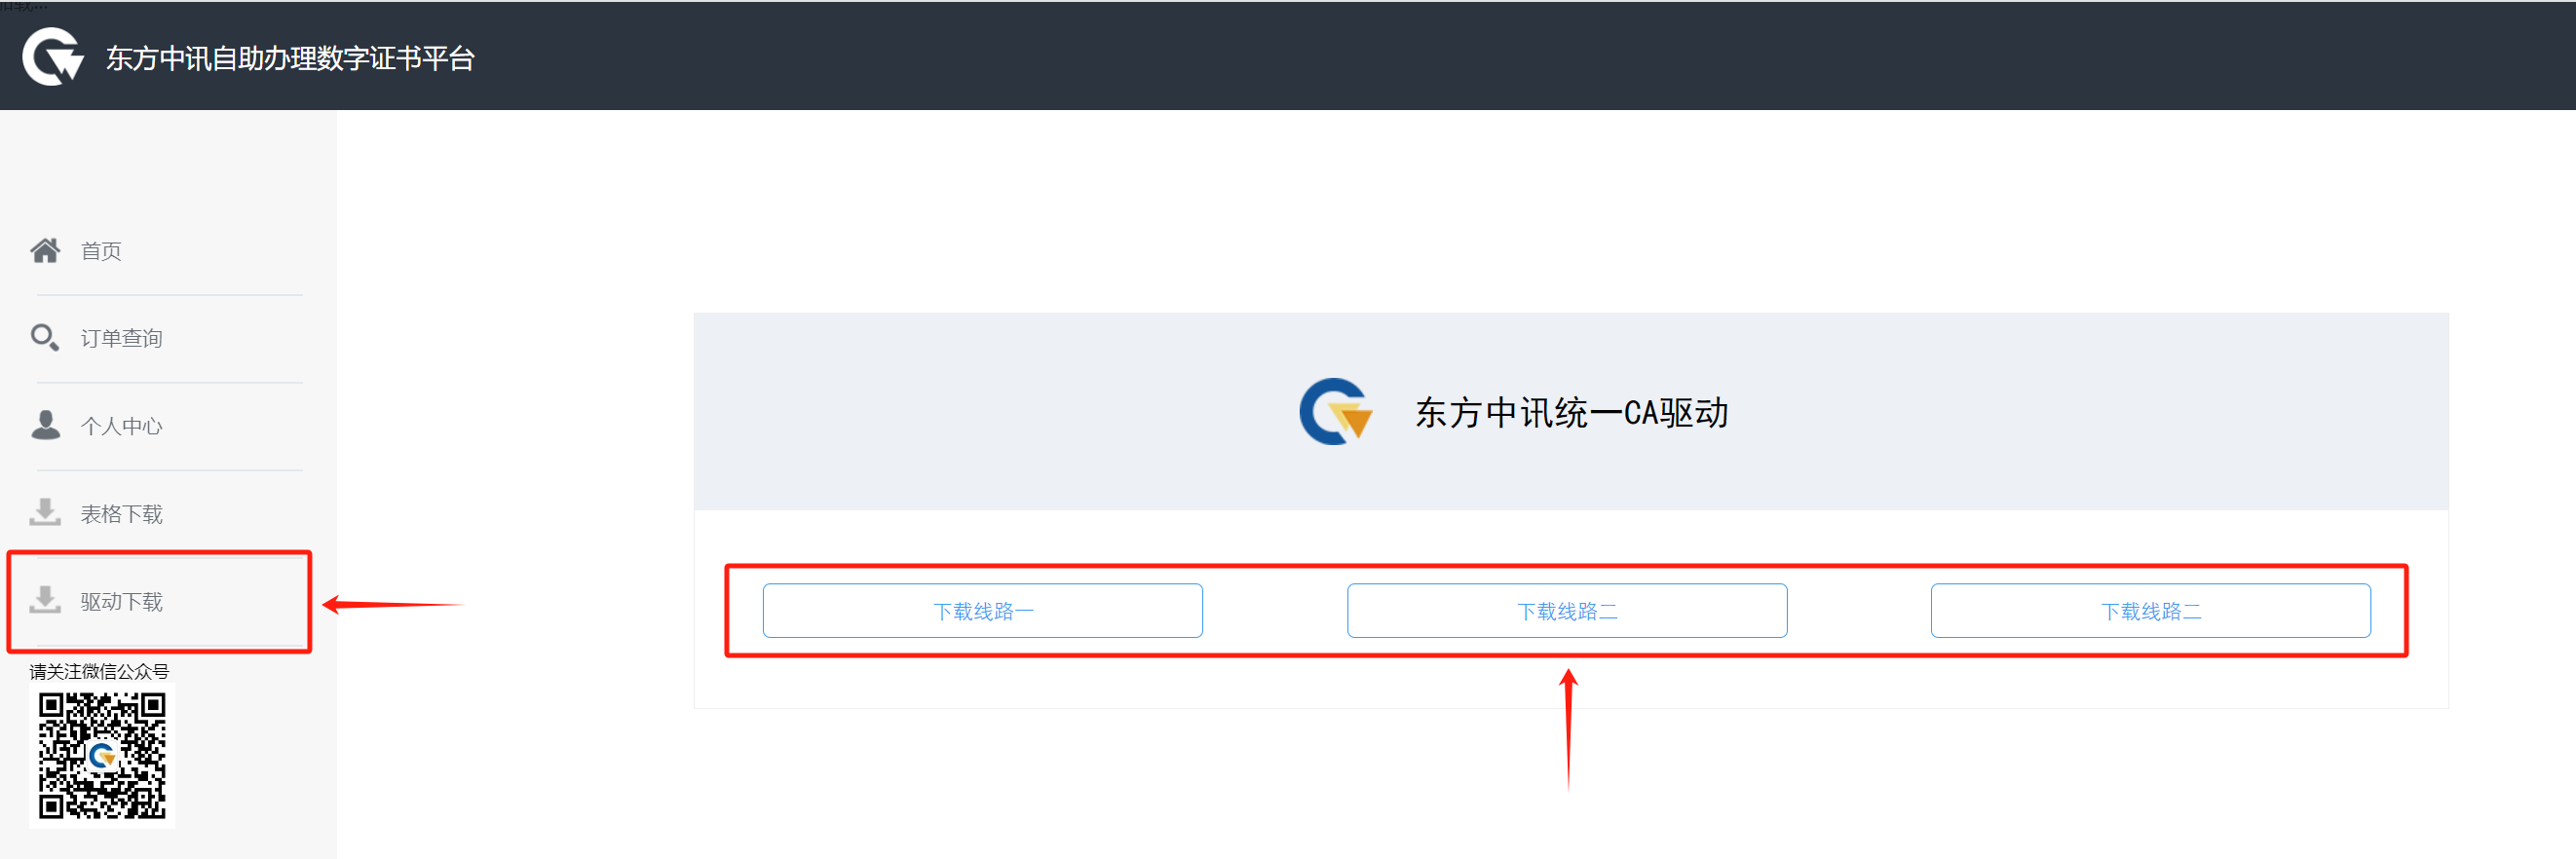 东方中讯自助办理数字证书平台
首页
订单查询
个人中心
表格下载
驱动下载
请关注微信公众号
东方中讯统一CA驱动
下载线路一
下载线路二
下载线路二